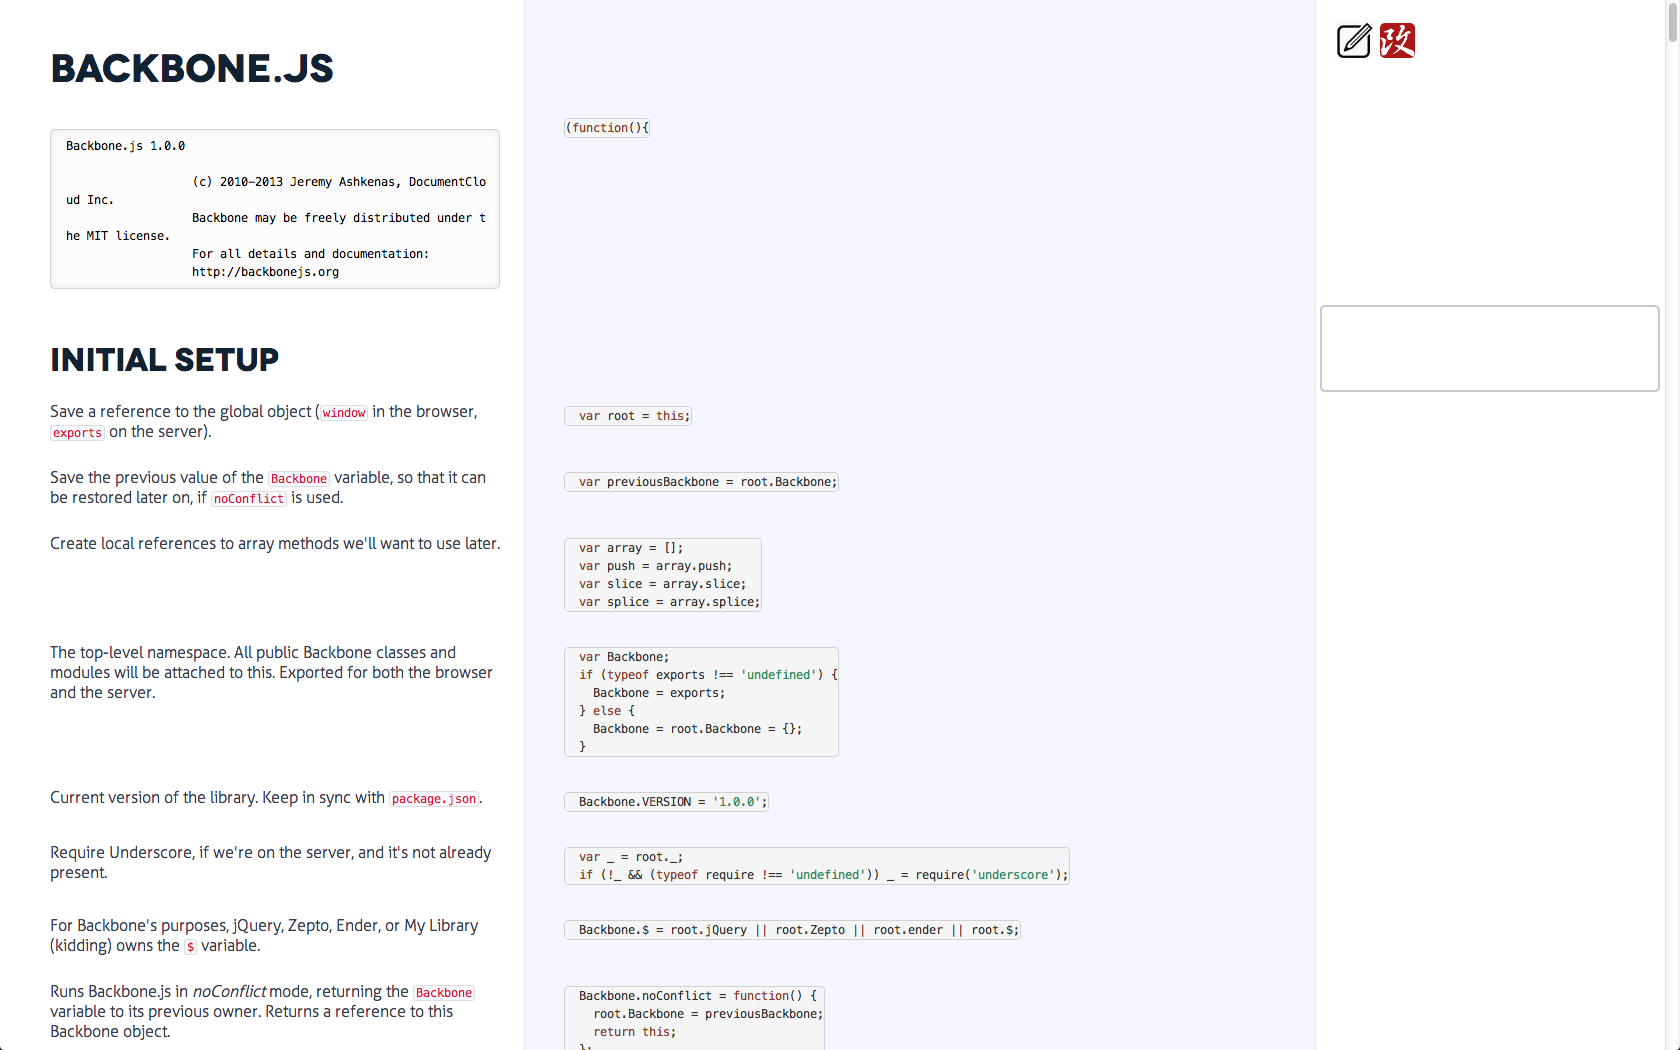 BACKBONE.JS
改
(function(){
Backbone.js 1.0.0
(c) 2010-2013 Jeremy Ashkenas, DocumentClo
ud Inc.
Backbone may be freely distributed under t
he MIT license.
For all details and documentation:
http://backbonejs.org
INITIAL SETUP
Save a reference to the global object (window in the browser,
exports on the server).
var root = this;
Save the previous value of the Backbone variable, so that it can
be restored later on, if noConflict is used.
var previousBackbone = root.Backbone;
Create local references to array methods we'll want to use later.
var array = [];
var push = array.push;
var slice = array.slice;
var splice = array.splice;
The top-level namespace. All public Backbone classes and
modules will be attached to this. Exported for both the browser
and the server.
var Backbone;
if (typeof exports !== 'undefined') {
Backbone = exports;
} else {
Backbone = root.Backbone = {};
}
Current version of the library. Keep in sync with package.json.
Backbone.VERSION = '1.0.0';
Require Underscore, if we're on the server, and it's not already
present.
var _ = root._;
if (!_ && (typeof require !== 'undefined')) _ = require('underscore');
For Backbone's purposes, jQuery, Zepto, Ender, or My Library
(kidding) owns the $ variable.
Backbone.$ = root.jQuery || root.Zepto || root.ender || root.$;
Runs Backbone.js in noConflict mode, returning the Backbone
variable to its previous owner. Returns a reference to this
Backbone object.
Backbone.noConflict = function() {
root.Backbone = previousBackbone;
return this;
};